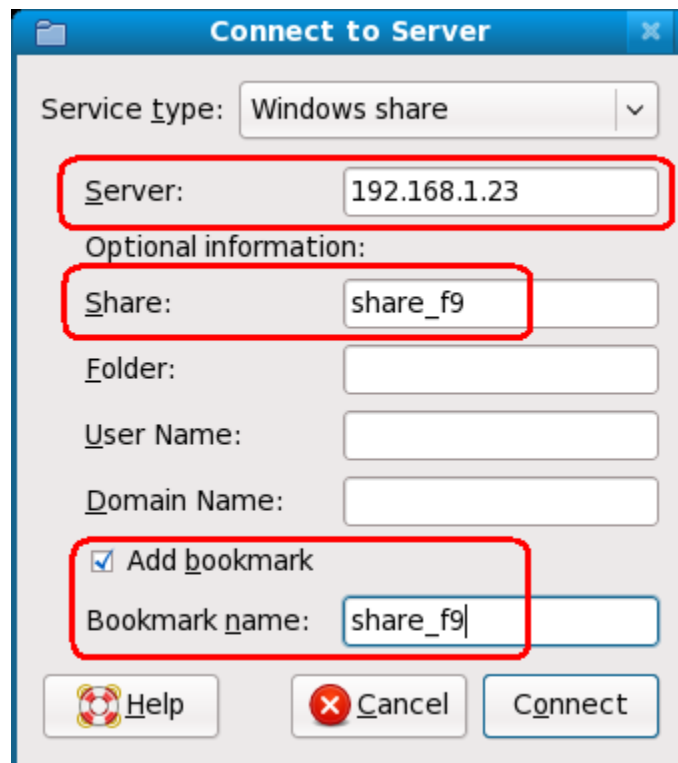 Connect to Server
Service type: Windows share
Server: 192.168.1.23
Optional information:
Share: share_f9
Folder:
User Name:
Domain Name:
Add bookmark
Bookmark name: share_f9
Help Cancel Connect